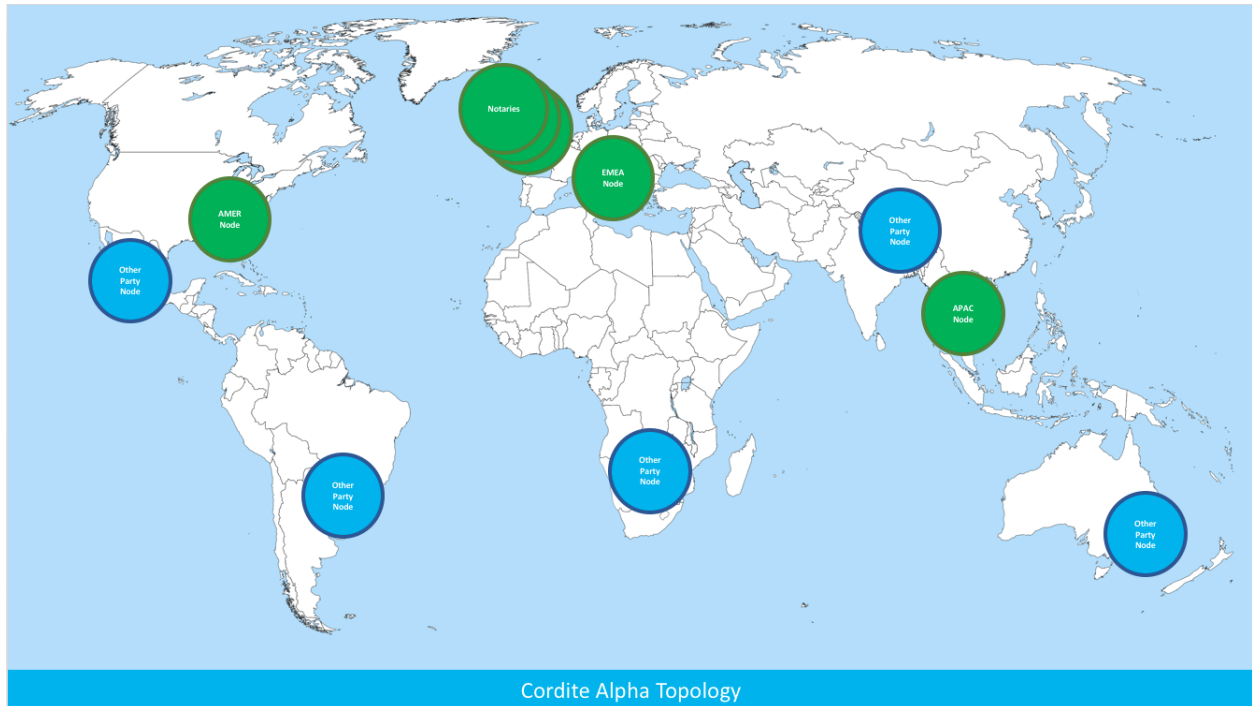 Notaries
EMEA
Node
AMER
Node
Other
Party
Node
Other
Party
Node
APAC
Node
Other
Party
Node
Other
Party
Node
Other
Party
Node
Cordite Alpha Topology